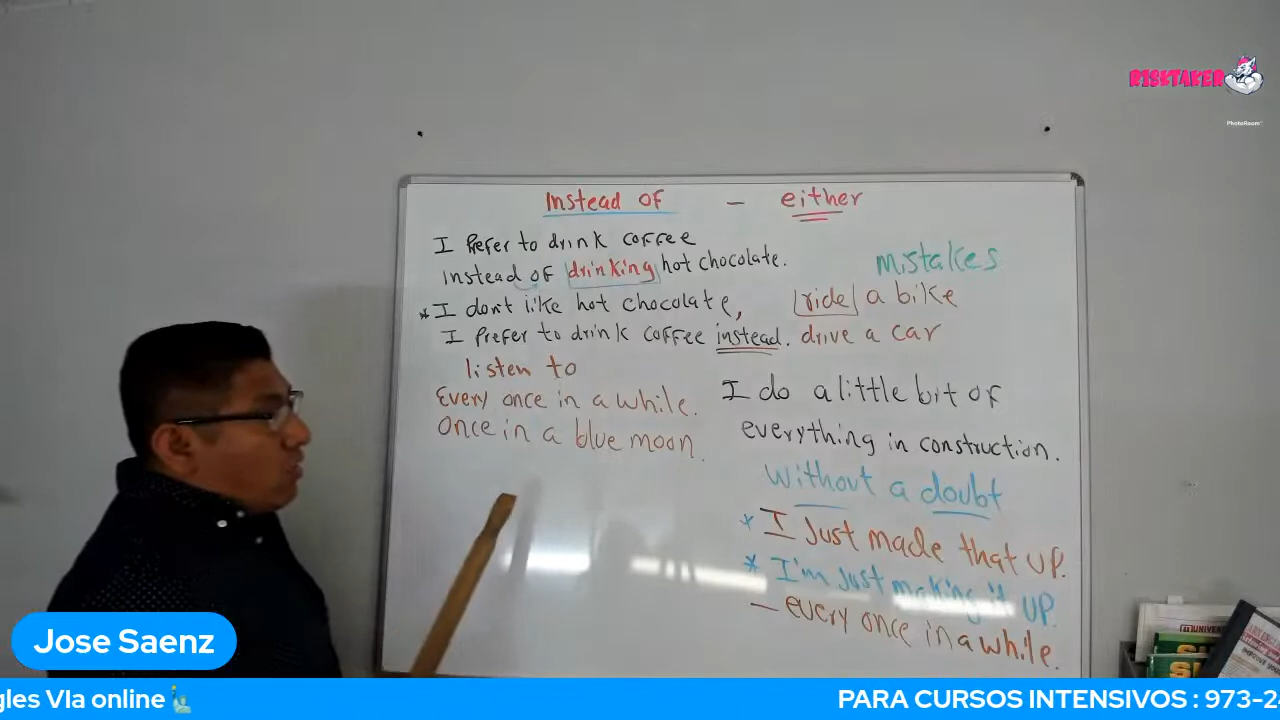 RISKTAKER
PhotoRoom
Instead of - either
I Prefer to drink coffee
instead of drinking hot chocolate.
* I don't like hot chocolate,
I Prefer to drink coffee instead.
listen to
Every once in a while.
Once in a blue moon.
mistakes
ride a bike
drive a car
I do a little bit of
everything in construction.
without a doubt
* I Just made that up.
* I'm Just making it up.
- every once in a while.
UNIVE
Jose Saenz
gles VIa online🗽 PARA CURSOS INTENSIVOS : 973-2